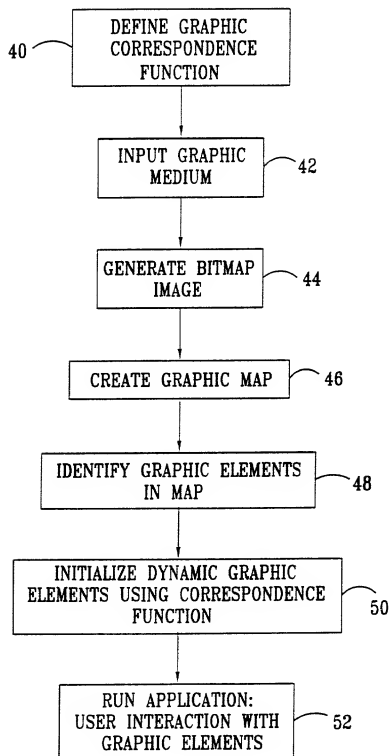 DEFINE GRAPHIC
CORRESPONDENCE
FUNCTION
40
INPUT GRAPHIC
MEDIUM
42
GENERATE BITMAP
IMAGE
44
CREATE GRAPHIC MAP
46
IDENTIFY GRAPHIC ELEMENTS
IN MAP
48
INITIALIZE DYNAMIC GRAPHIC
ELEMENTS USING CORRESPONDENCE
FUNCTION
50
RUN APPLICATION:
USER INTERACTION WITH
GRAPHIC ELEMENTS
52